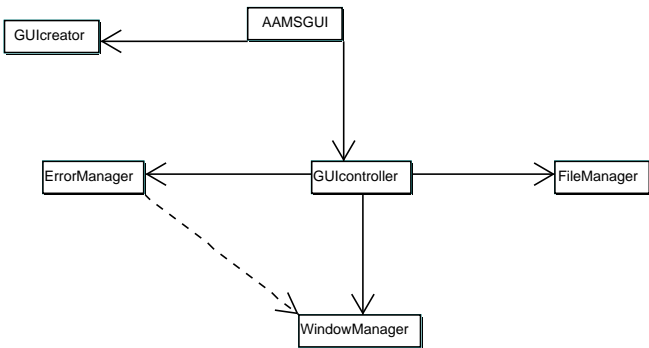 AAMSGUI
GUIcreator
ErrorManager
GUIcontroller
FileManager
WindowManager